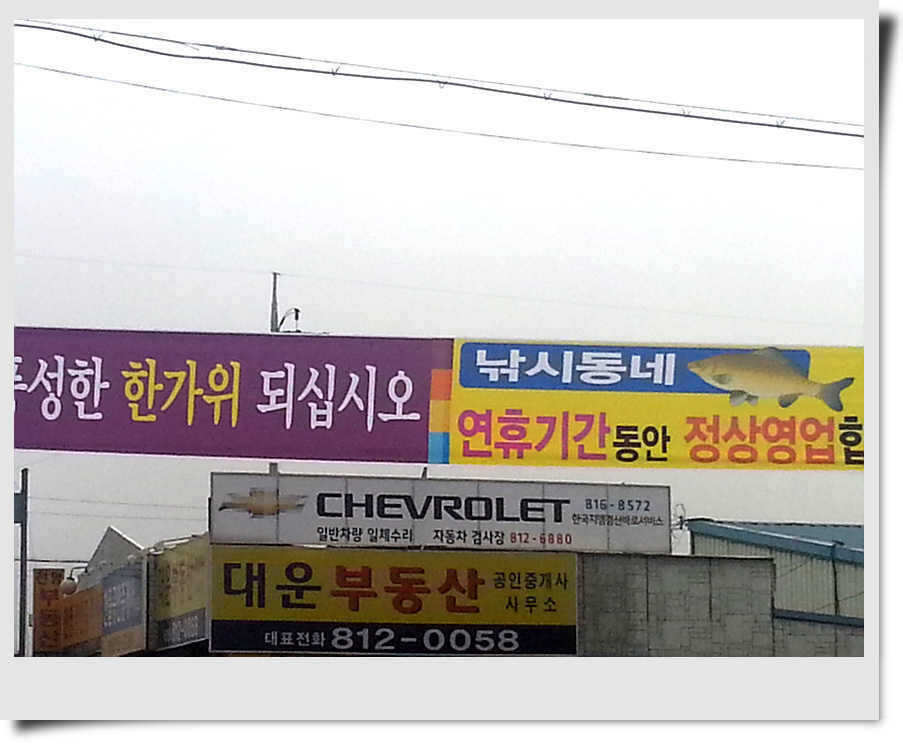 성한 한가위 되십시오
낚시동네
연휴기간동안 정상영업합
CHEVROLET
816-8572
한국지엠경산바로서비스
일반차량 일체수리 자동차 검사장 812-6880
대운부동산
공인중개사
사무소
대표전화 812-0058